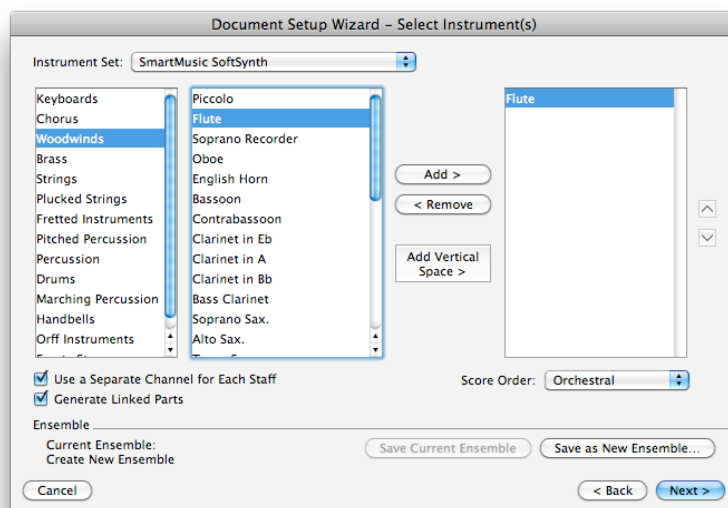 Document Setup Wizard – Select Instrument(s)
Instrument Set: SmartMusic SoftSynth
Keyboards
Chorus
Woodwinds
Brass
Strings
Plucked Strings
Fretted Instruments
Pitched Percussion
Percussion
Drums
Marching Percussion
Handbells
Orff Instruments
Piccolo
Flute
Soprano Recorder
Oboe
English Horn
Bassoon
Contrabassoon
Clarinet in Eb
Clarinet in A
Clarinet in Bb
Bass Clarinet
Soprano Sax.
Alto Sax.
Add >
< Remove
Add Vertical
Space >
Flute
Use a Separate Channel for Each Staff
Generate Linked Parts
Score Order: Orchestral
Ensemble
Current Ensemble:
Create New Ensemble
Save Current Ensemble
Save as New Ensemble...
Cancel
< Back
Next >